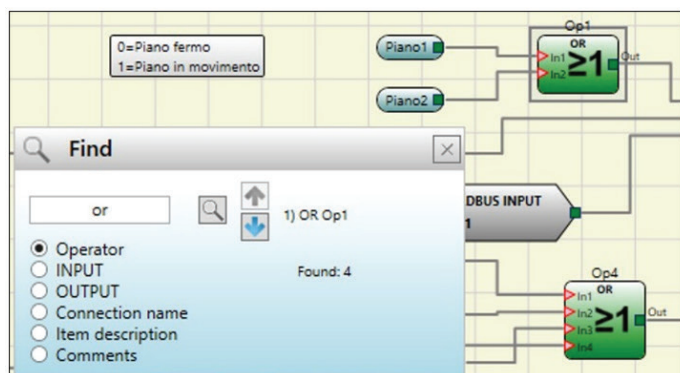 Op1
0=Piano fermo
1=Piano in movimento
Piano1
Piano2
OR
In1
In2
≥1
Out
Find
or
1) OR Op1
Found: 4
Operator
INPUT
OUTPUT
Connection name
Item description
Comments
DBUS INPUT
1
Op4
OR
In1
In2
In3
In4
≥1
Out